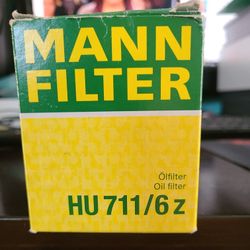 MANN
FILTER
Ölfilter
Oil filter
HU 711/6 z